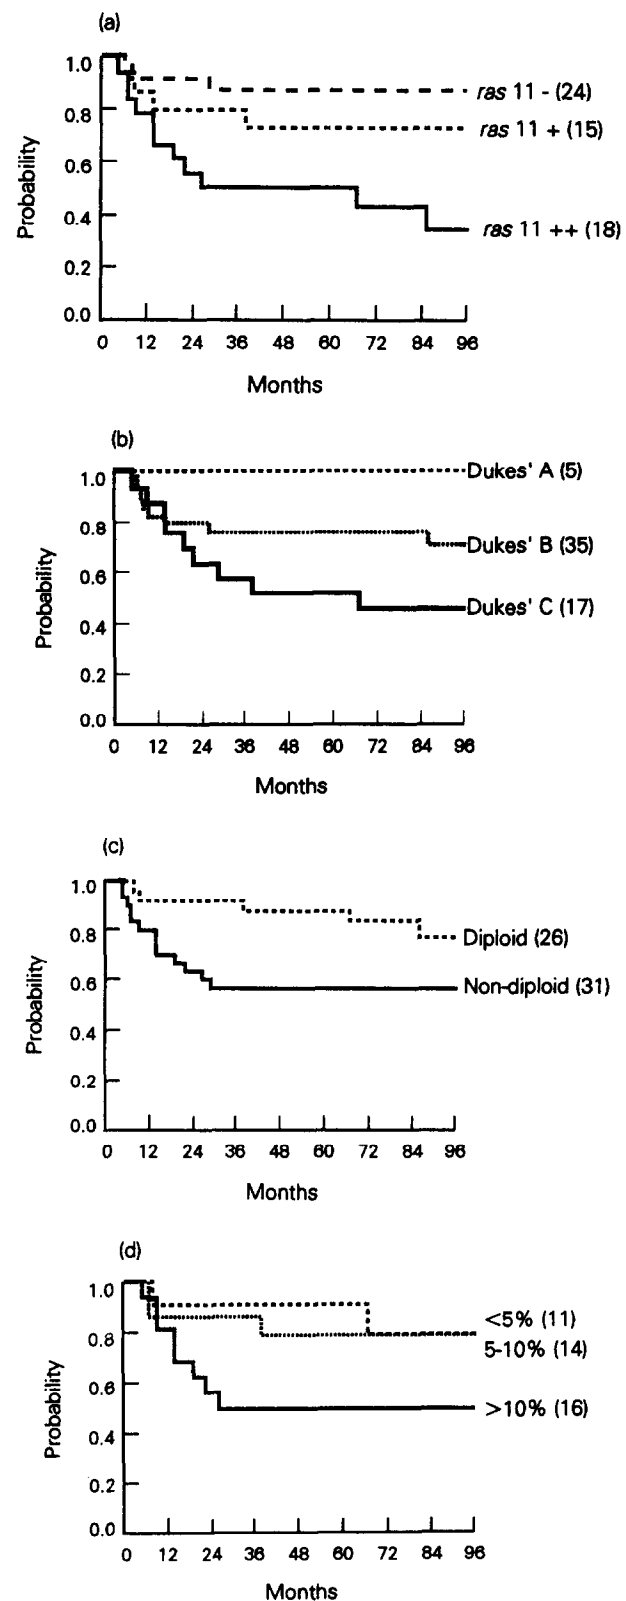 (a)
1.0
0.8
0.6
0.4
0.2
0.0
Probability
ras 11 - (24)
ras 11 + (15)
ras 11 ++ (18)
0 12 24 36 48 60 72 84 96
Months
(b)
1.0
0.8
0.6
0.4
0.2
0.0
Probability
Dukes' A (5)
Dukes' B (35)
Dukes' C (17)
0 12 24 36 48 60 72 84 96
Months
(c)
1.0
0.8
0.6
0.4
0.2
0.0
Probability
Diploid (26)
Non-diploid (31)
0 12 24 36 48 60 72 84 96
Months
(d)
1.0
0.8
0.6
0.4
0.2
0.0
Probability
<5% (11)
5-10% (14)
>10% (16)
0 12 24 36 48 60 72 84 96
Months